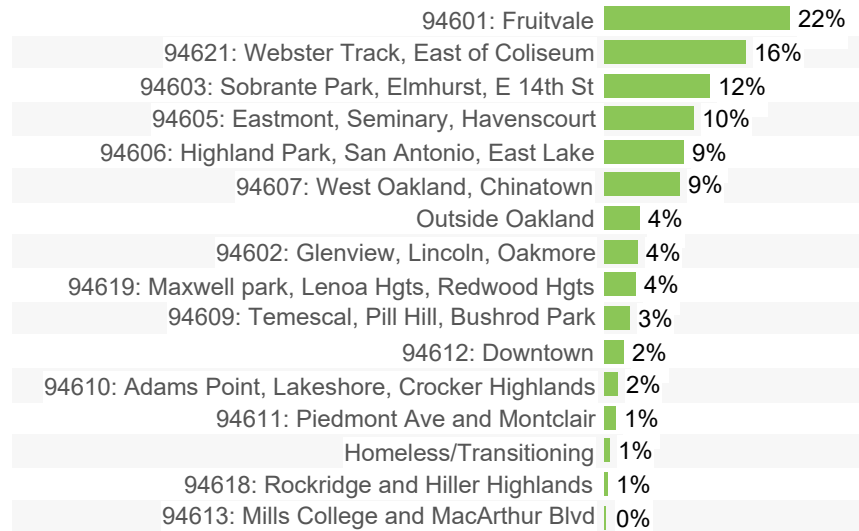 94601: Fruitvale 22%
94621: Webster Track, East of Coliseum 16%
94603: Sobrante Park, Elmhurst, E 14th St 12%
94605: Eastmont, Seminary, Havenscourt 10%
94606: Highland Park, San Antonio, East Lake 9%
94607: West Oakland, Chinatown 9%
Outside Oakland 4%
94602: Glenview, Lincoln, Oakmore 4%
94619: Maxwell park, Lenoa Hgts, Redwood Hgts 4%
94609: Temescal, Pill Hill, Bushrod Park 3%
94612: Downtown 2%
94610: Adams Point, Lakeshore, Crocker Highlands 2%
94611: Piedmont Ave and Montclair 1%
Homeless/Transitioning 1%
94618: Rockridge and Hiller Highlands 1%
94613: Mills College and MacArthur Blvd 0%